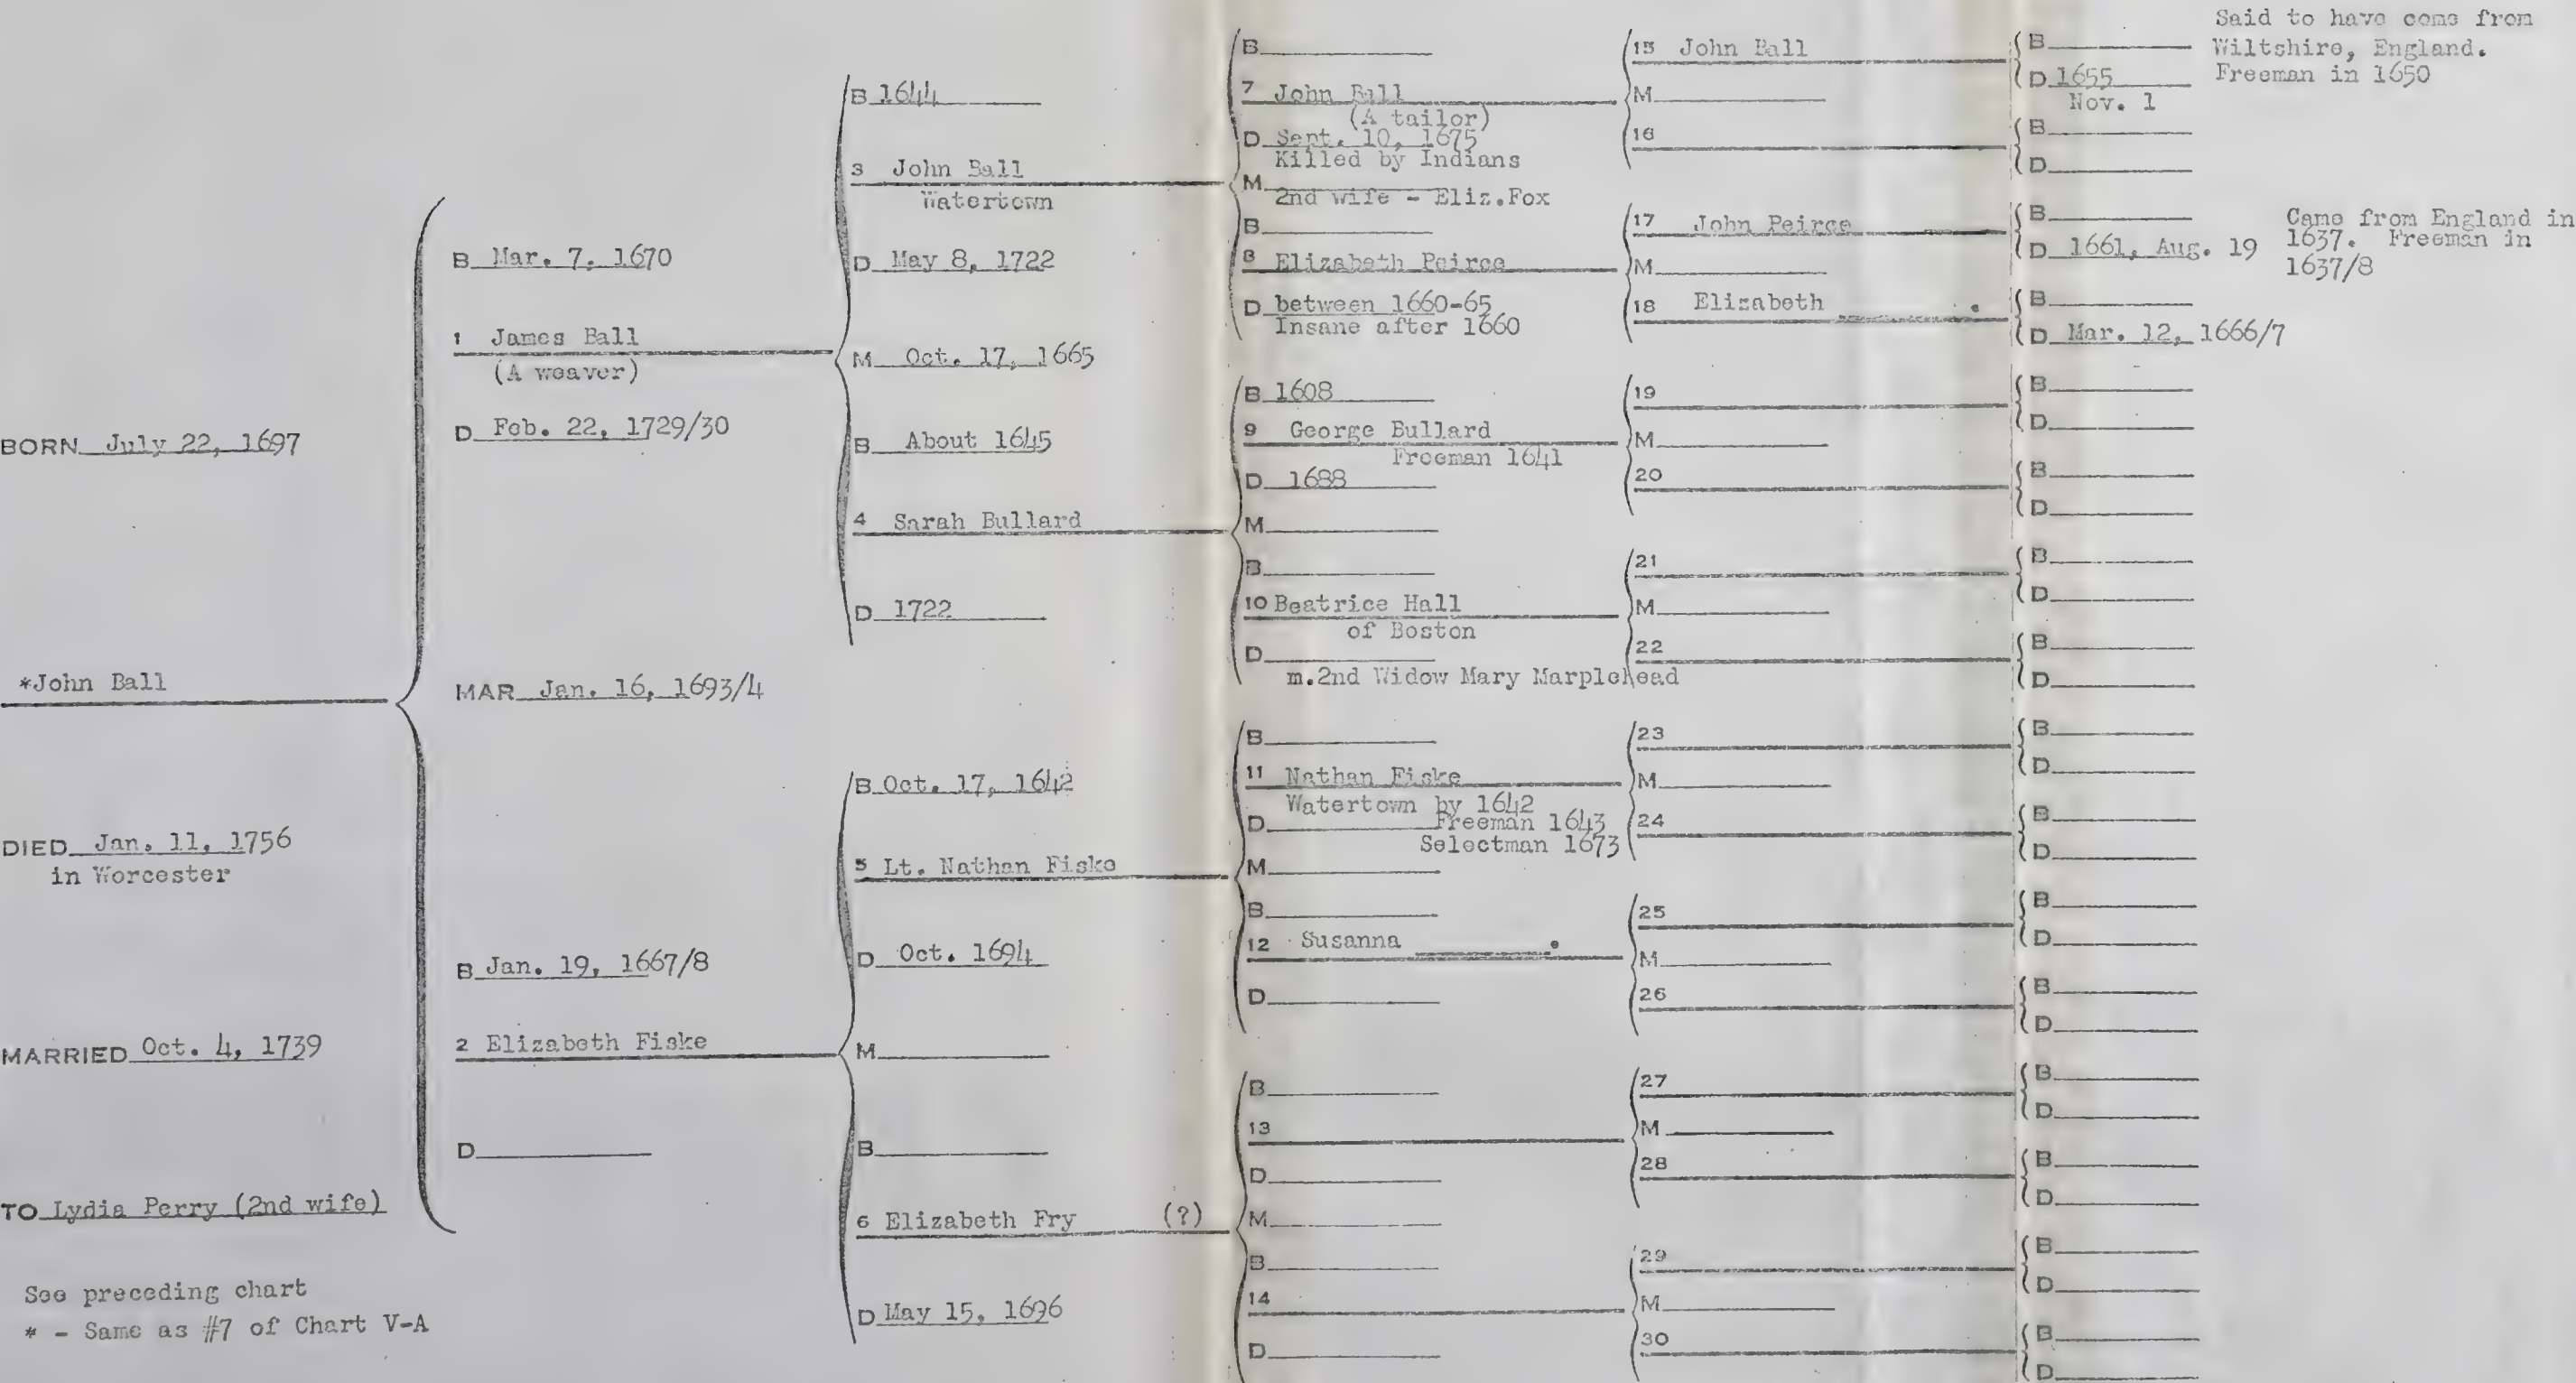 BORN July 22, 1697
*John Ball
DIED Jan. 11, 1756
in Worcester
MARRIED Oct. 4, 1739
TO Lydia Perry (2nd wife)
See preceding chart
* - Same as #7 of Chart V-A
B Mar. 7, 1670
1 James Ball
(A weaver)
D Feb. 22, 1729/30
MAR Jan. 16, 1693/4
B Jan. 19, 1667/8
2 Elizabeth Fiske
D
B 1644
3 John Ball
Watertown
D May 8, 1722
M Oct. 17, 1665
B About 1645
4 Sarah Bullard
D 1722
B Oct. 17, 1642
5 Lt. Nathan Fiske
D Oct. 1694
M
B
6 Elizabeth Fry (?)
D May 15, 1696
B
7 John Ball
(A tailor)
D Sept. 10, 1675
Killed by Indians
M
2nd wife - Eliz.Fox
B
8 Elizabeth Peirce
D between 1660-65
Insane after 1660
B 1608
9 George Bullard
Freeman 1641
D 1688
M
B
10 Beatrice Hall
of Boston
D
m.2nd Widow Mary Marplehead
B
11 Nathan Fiske
Watertown by 1642
D Freeman 1643
Selectman 1673
M
B
12 Susanna .
D
B
13
D
M
B
14
D
15 John Ball
M
16
17 John Peirce
M
18 Elizabeth .
19
M
20
21
M
22
23
M
24
25
M
26
27
M
28
29
M
30
B
D 1655
Nov. 1
Said to have come from
Wiltshire, England.
Freeman in 1650
B
D
B
D 1661, Aug. 19
Came from England in
1637. Freeman in
1637/8
B
D Mar. 12, 1666/7
B
D
B
D
B
D
B
D
B
D
B
D
B
D
B
D
B
D
B
D
B
D
B
D